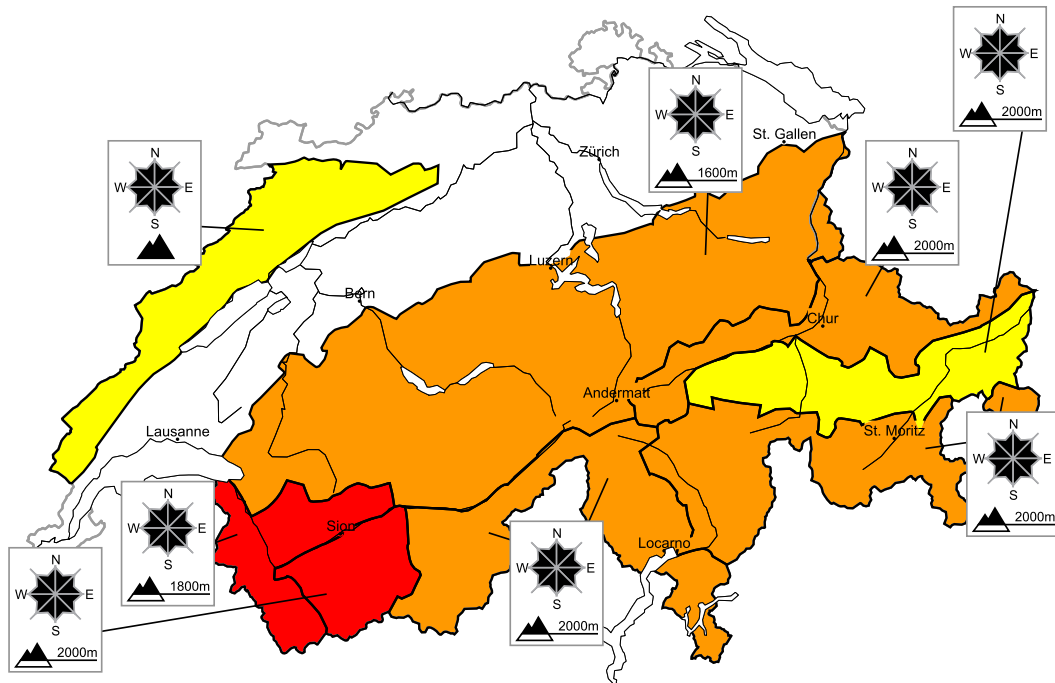 N
W E
S
2000m
N
W E
S
1600m
St. Gallen
Zürich
N
W E
S
N
W E
S
2000m
Luzern
Bern
Chur
Andermatt
St. Moritz
Lausanne
N
W E
S
2000m
N
W E
S
1800m
Sion
N
W E
S
2000m
Locarno
N
W E
S
2000m